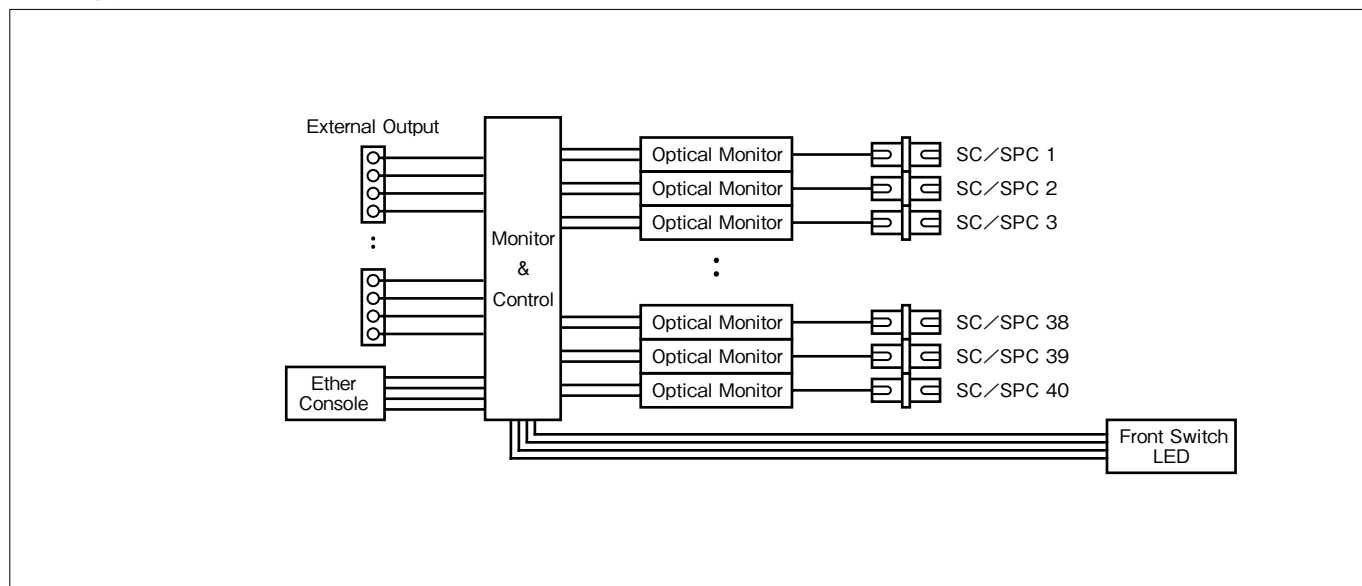 External Output
Optical Monitor
SC／SPC 1
Optical Monitor
SC／SPC 2
Optical Monitor
SC／SPC 3
:
Monitor
&
Control
:
Optical Monitor
SC／SPC 38
Optical Monitor
SC／SPC 39
Optical Monitor
SC／SPC 40
Ether
Console
Front Switch
LED